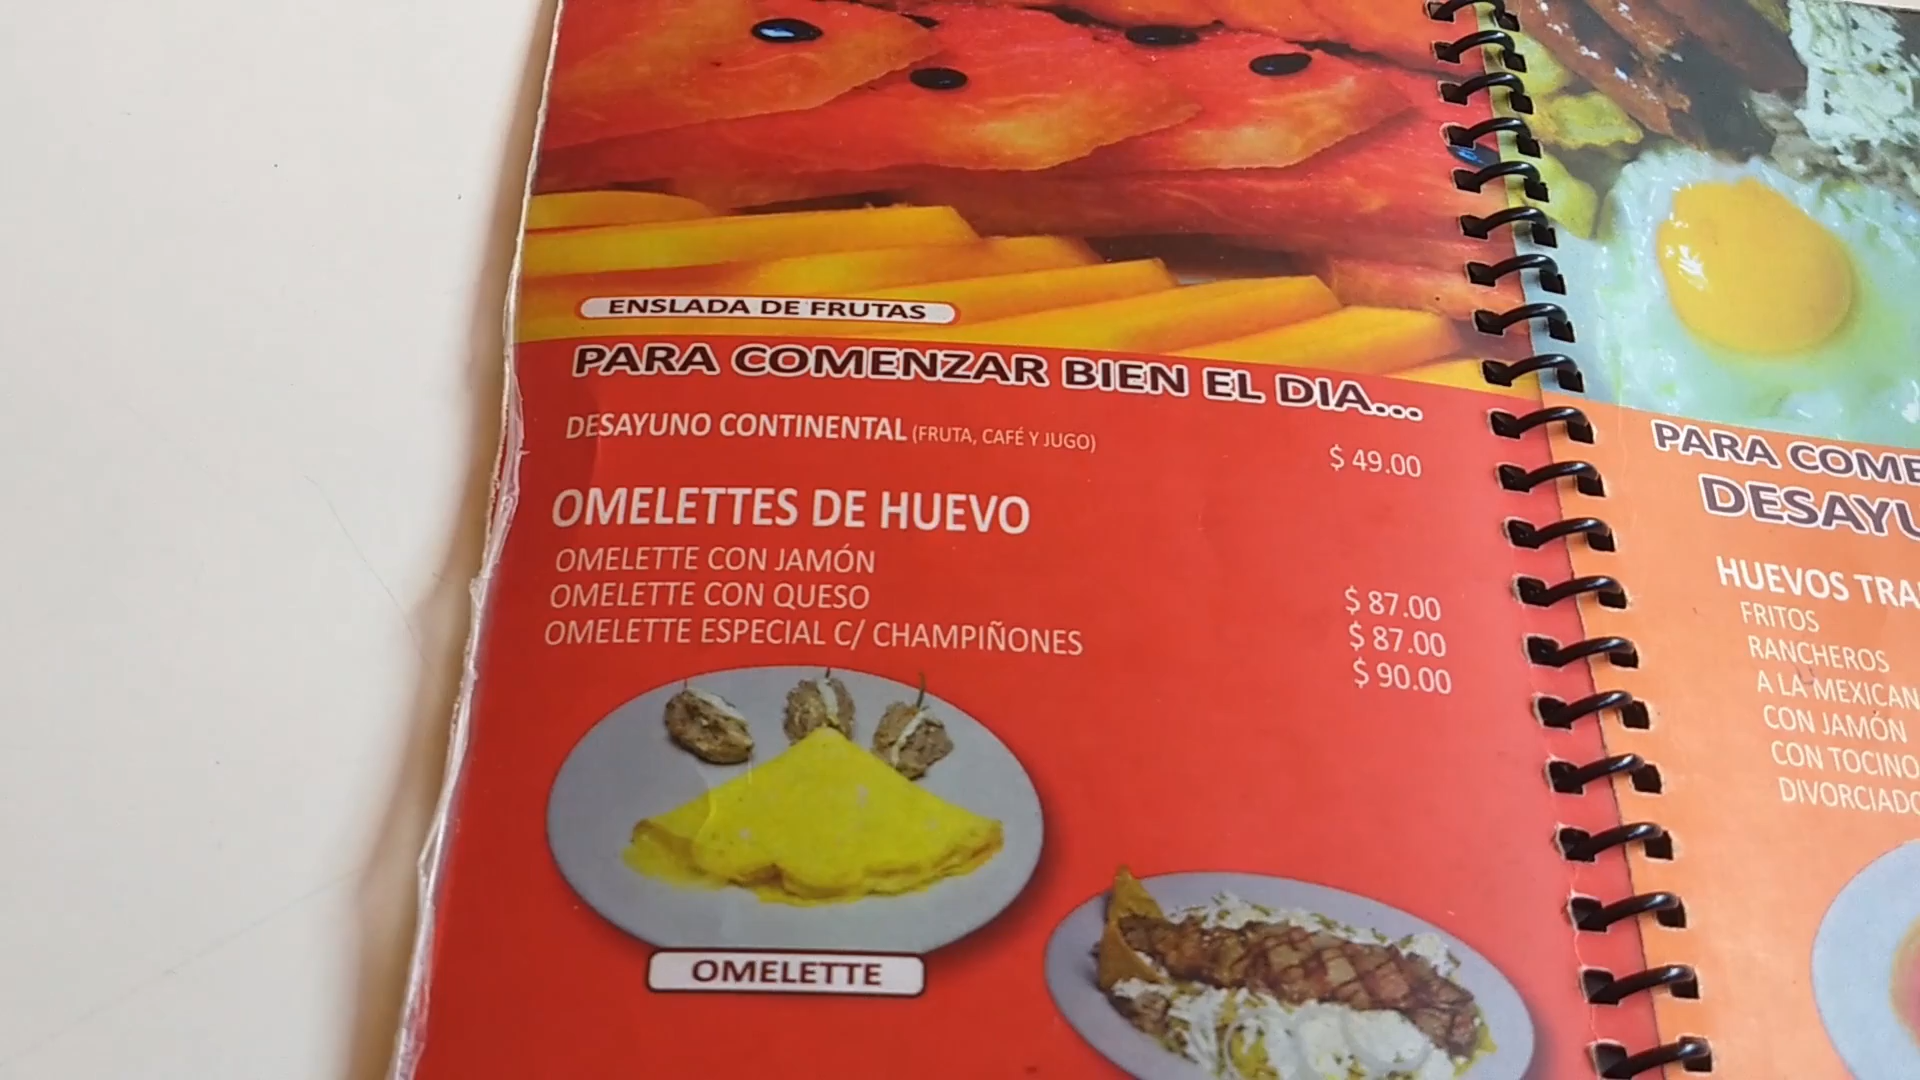 ENSLADA DE FRUTAS
PARA COMENZAR BIEN EL DIA...
DESAYUNO CONTINENTAL (FRUTA, CAFÉ Y JUGO) $ 49.00
OMELETTES DE HUEVO
OMELETTE CON JAMÓN $ 87.00
OMELETTE CON QUESO $ 87.00
OMELETTE ESPECIAL C/ CHAMPIÑONES $ 90.00
OMELETTE
PARA COME
DESAYU
HUEVOS TRA
FRITOS
RANCHEROS
A LA MEXICAN
CON JAMÓN
CON TOCINO
DIVORCIADO